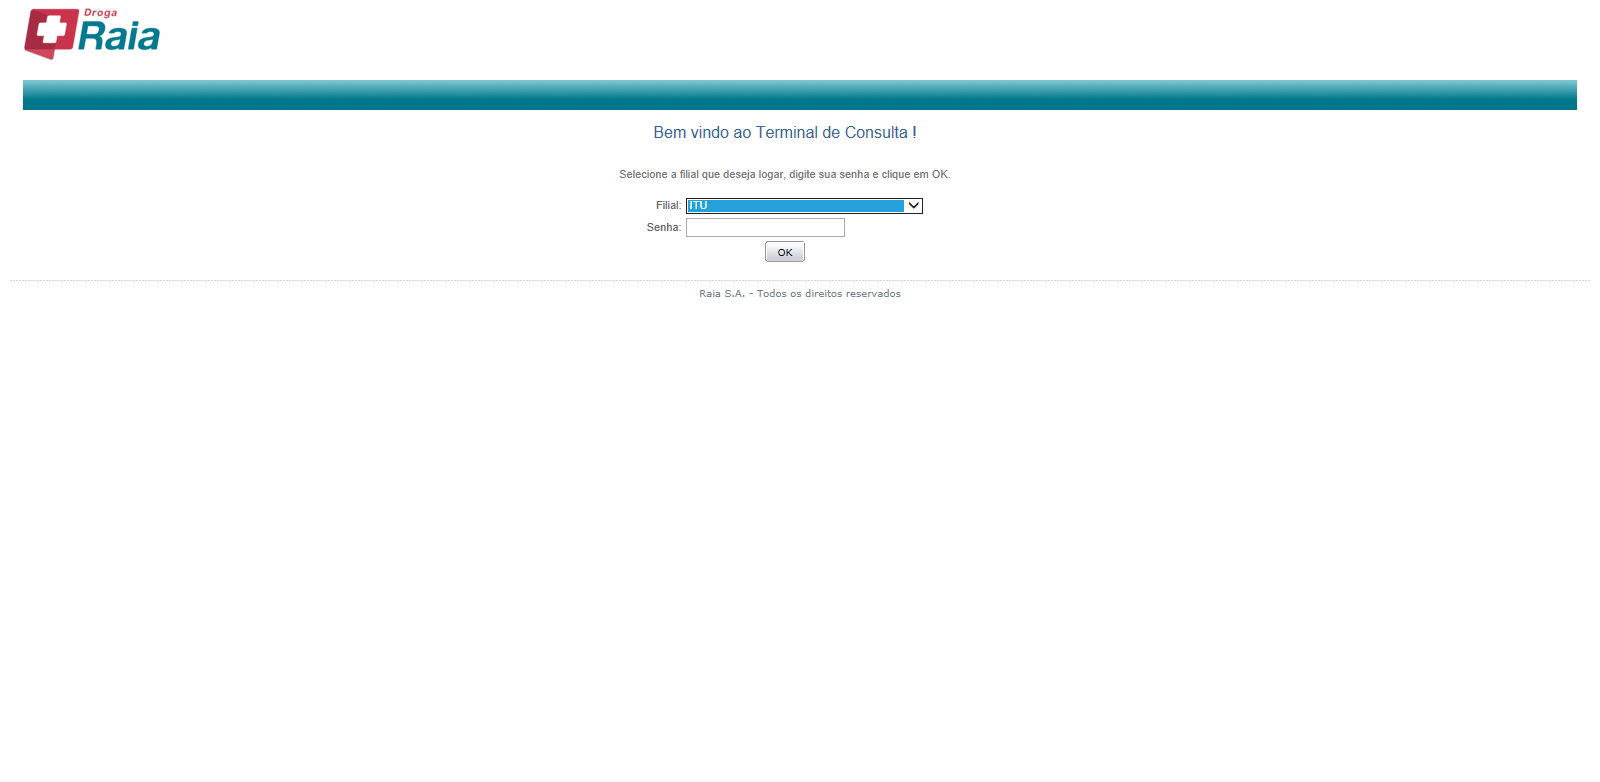 Droga
Raia
Bem vindo ao Terminal de Consulta !
Selecione a filial que deseja logar, digite sua senha e clique em OK.
Filial: ITU
Senha:
OK
Raia S.A. - Todos os direitos reservados